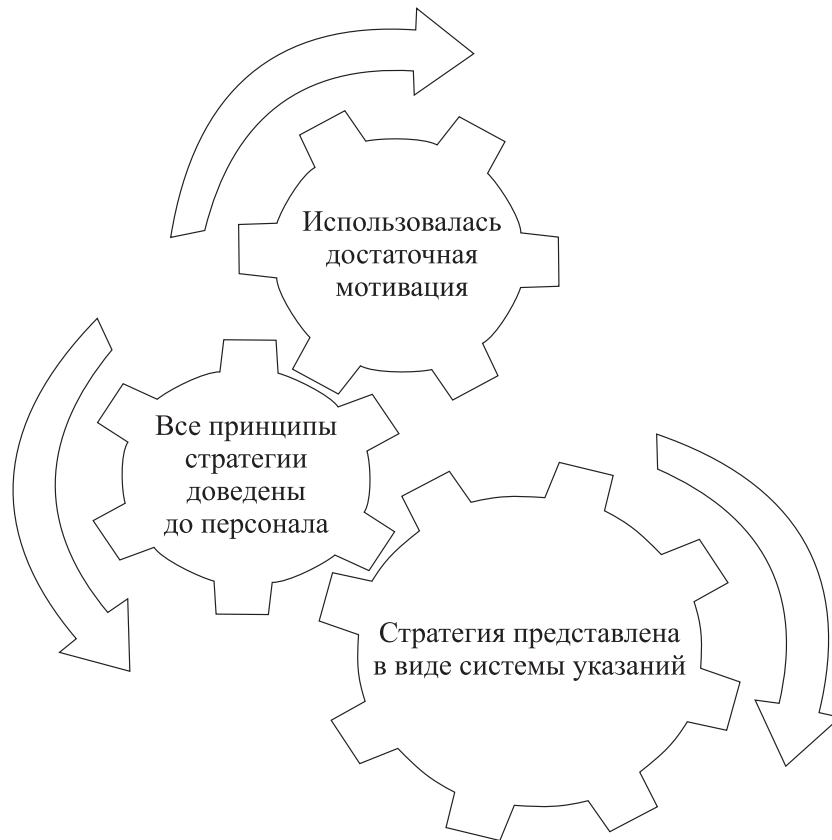 Использовалась
достаточная
мотивация
Все принципы
стратегии
доведены
до персонала
Стратегия представлена
в виде системы указаний